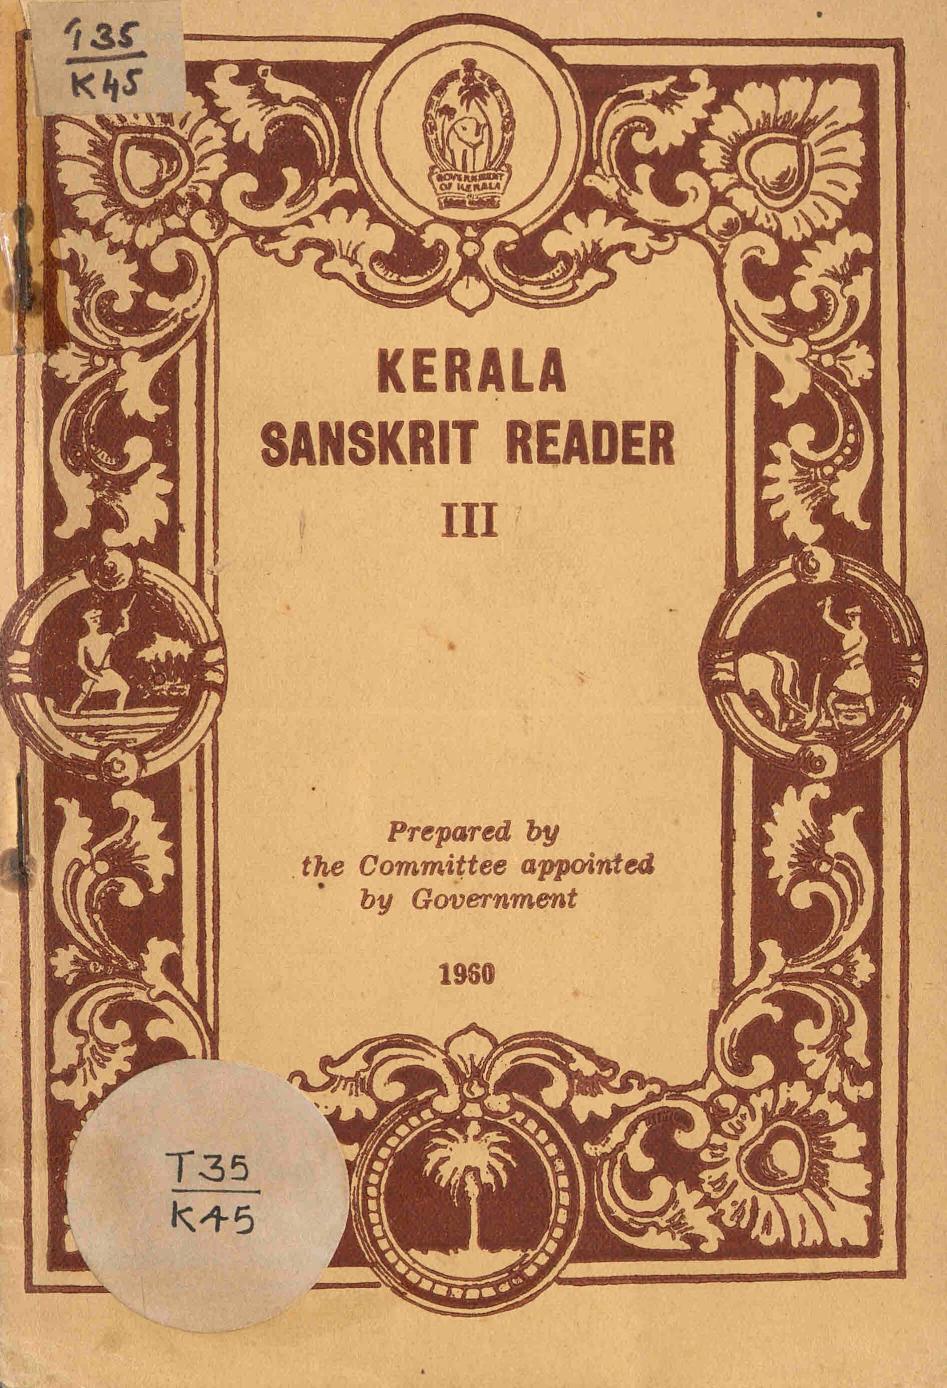 T35
K45
GOVERNMENT
OF KERALA
KERALA
SANSKRIT READER
III
Prepared by
the Committee appointed
by Government
1960
T35
K45